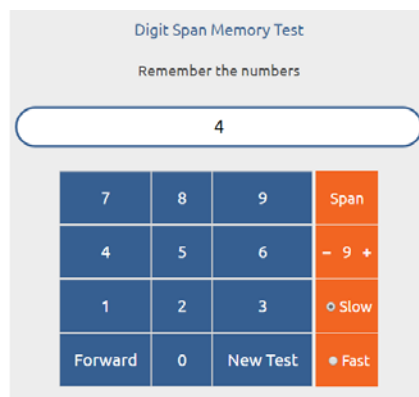 Digit Span Memory Test
Remember the numbers
4
7 8 9 Span
4 5 6 - 9 +
1 2 3 Slow
Forward 0 New Test Fast